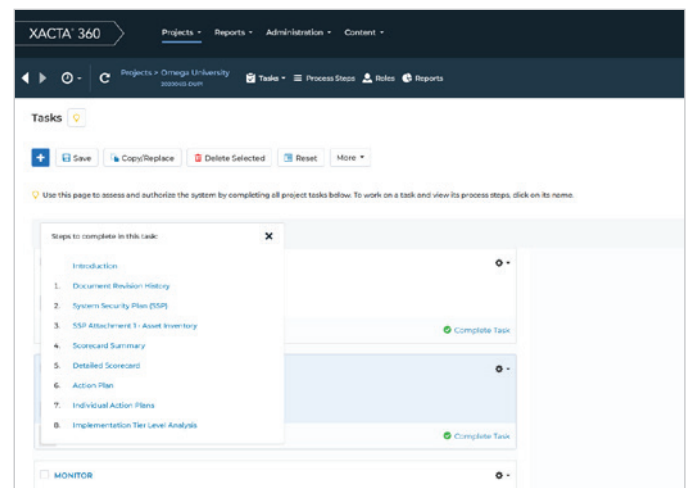 XACTA® 360
Projects Reports Administration Content
Projects > Omega University
Tasks Process Steps Roles Reports
Tasks
+ Save Copy/Replace Delete Selected Reset More
Use this page to assess and authorize the system by completing all project tasks below. To work on a task and view its process steps, click on its name.
Steps to complete in this task:
Introduction
1. Document Revision History
2. System Security Plan (SSP)
3. SSP Attachment 1 - Asset Inventory
Complete Task
4. Scorecard Summary
5. Detailed Scorecard
6. Action Plan
7. Individual Action Plans
8. Implementation Tier Level Analysis
Complete Task
MONITOR